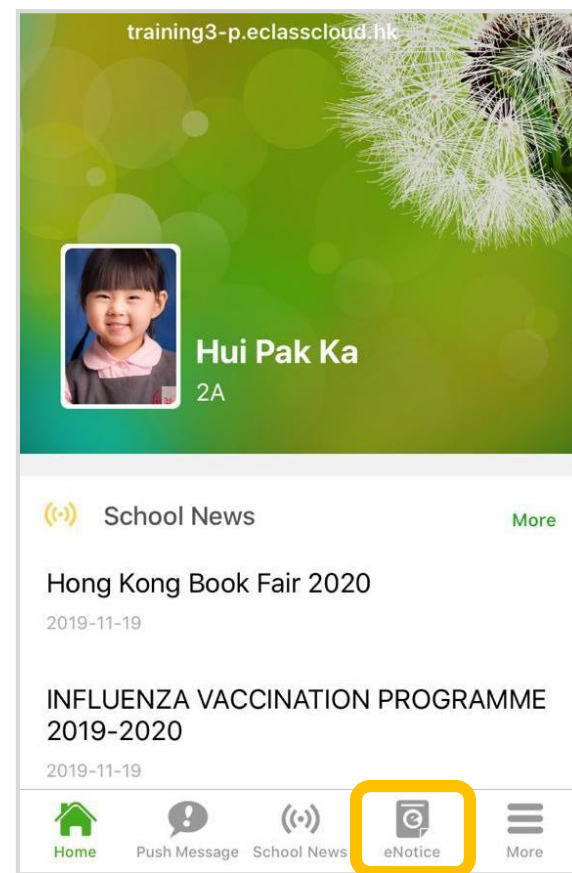 training3-p.eclasscloud.hk
Hui Pak Ka
2A
School News
More
Hong Kong Book Fair 2020
2019-11-19
INFLUENZA VACCINATION PROGRAMME
2019-2020
2019-11-19
Home
Push Message
School News
eNotice
More